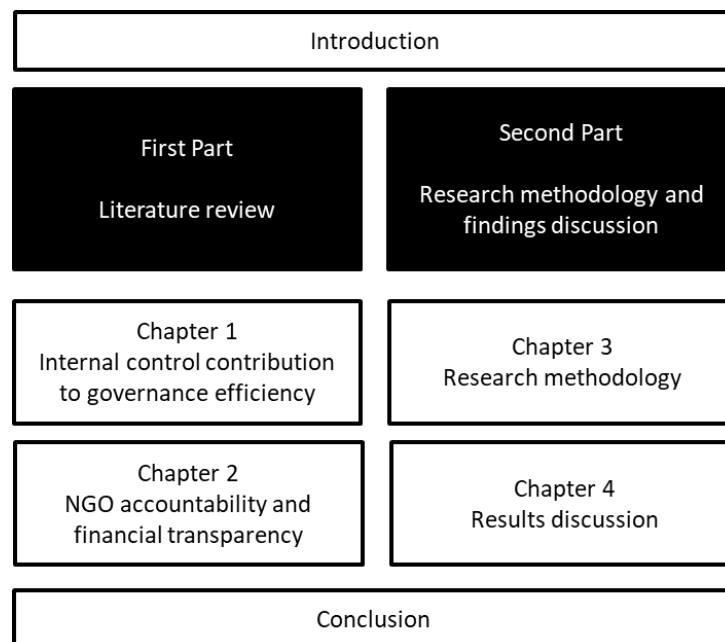 Introduction
First Part
Literature review
Second Part
Research methodology and
findings discussion
Chapter 1
Internal control contribution
to governance efficiency
Chapter 3
Research methodology
Chapter 2
NGO accountability and
financial transparency
Chapter 4
Results discussion
Conclusion